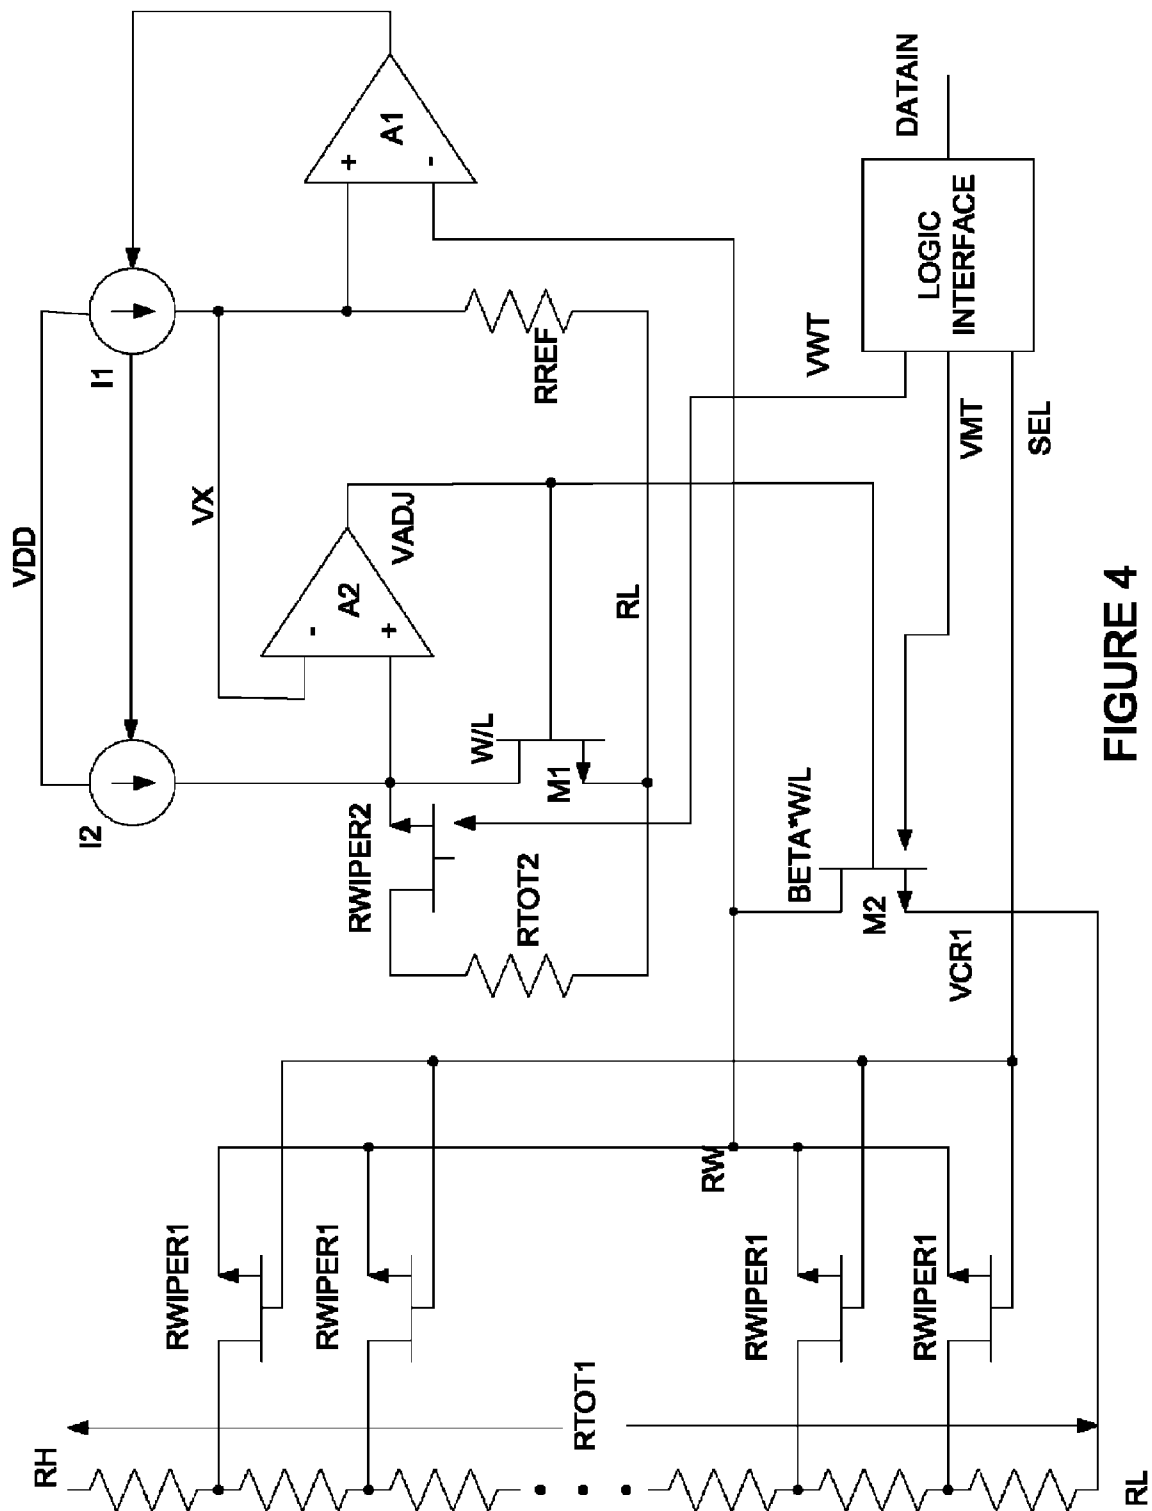 RH
RTOT1
RL
RWIPER1
RWIPER1
RWIPER1
RWIPER1
RW
RWIPER2
RTOT2
I2
VDD
I1
VX
A2
-
+
VADJ
W/L
M1
RL
RREF
A1
+
-
BETA*W/L
M2
VCR1
VWT
VMT
SEL
LOGIC
INTERFACE
DATAIN
FIGURE 4